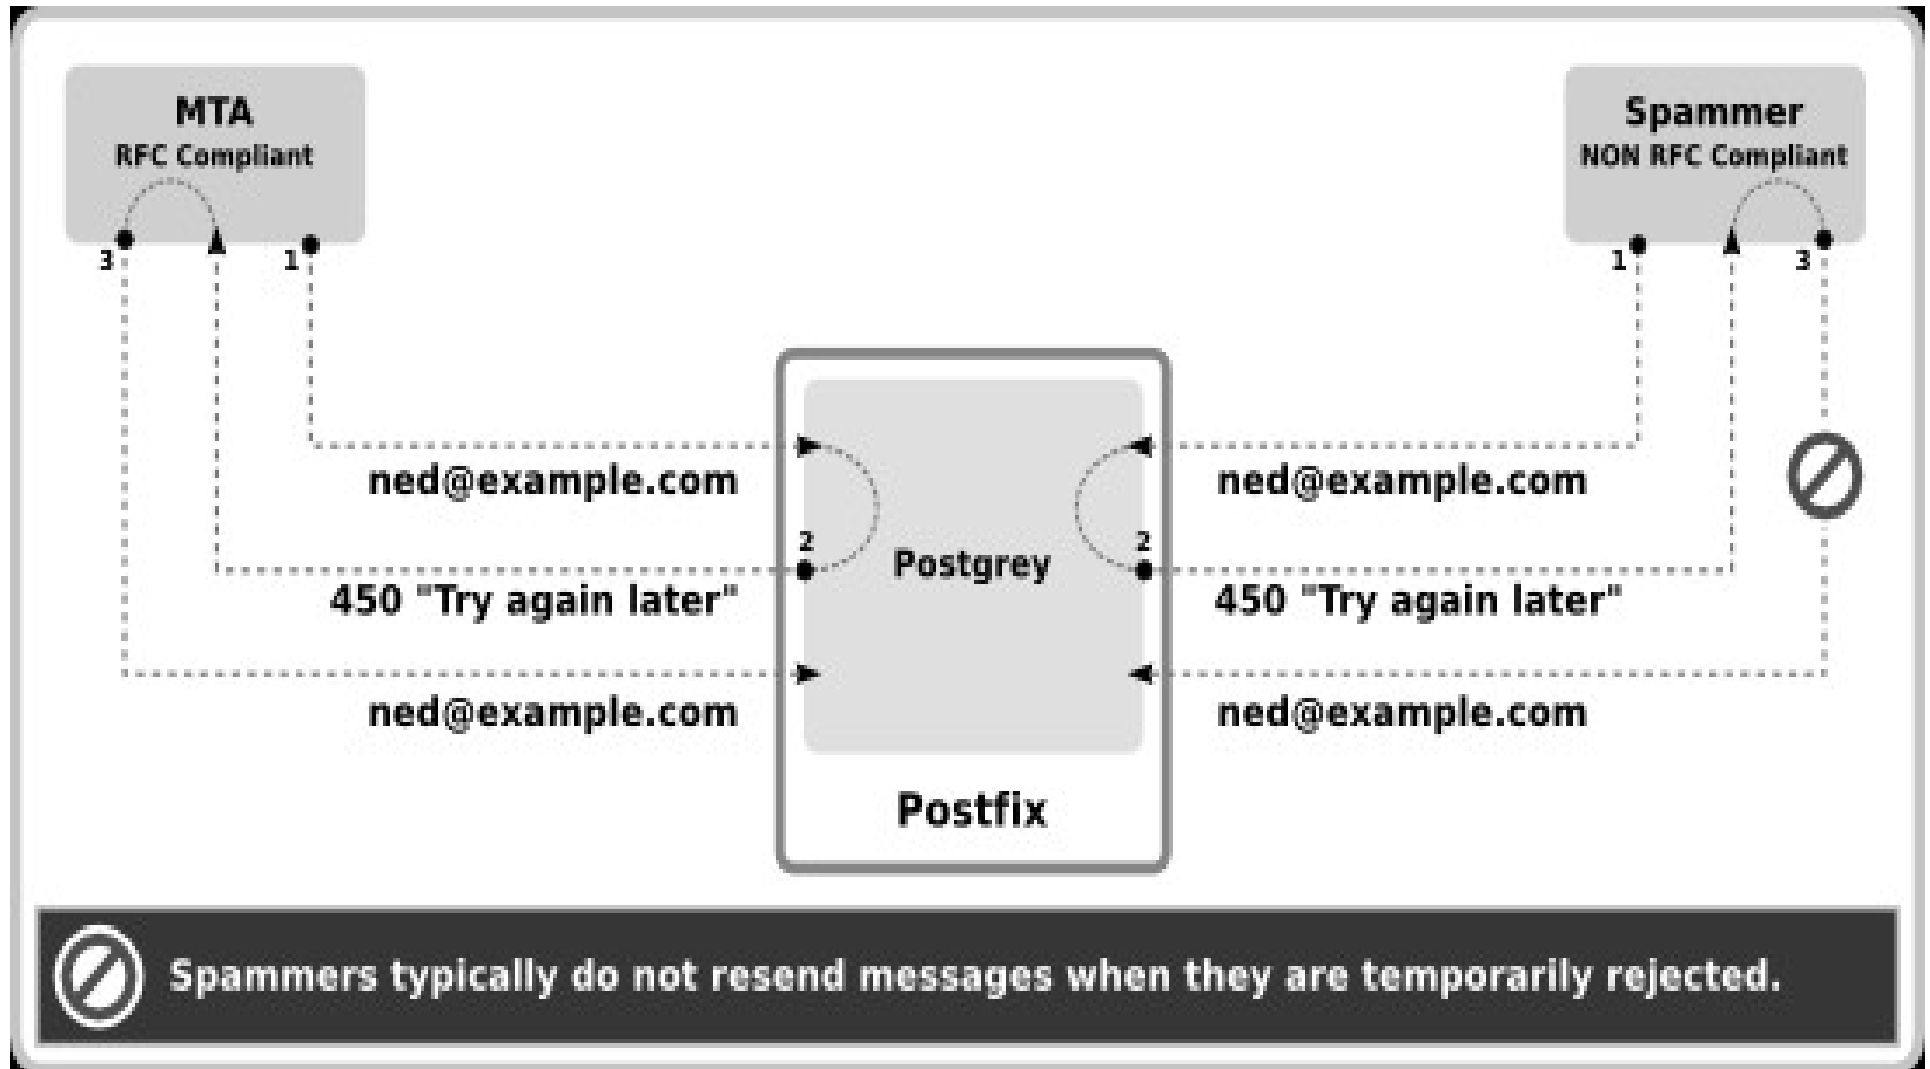 MTA
RFC Compliant
Spammer
NON RFC Compliant
3
1
1
3
ned@example.com
ned@example.com
2
2
Postgrey
450 "Try again later"
450 "Try again later"
ned@example.com
ned@example.com
Postfix
Spammers typically do not resend messages when they are temporarily rejected.